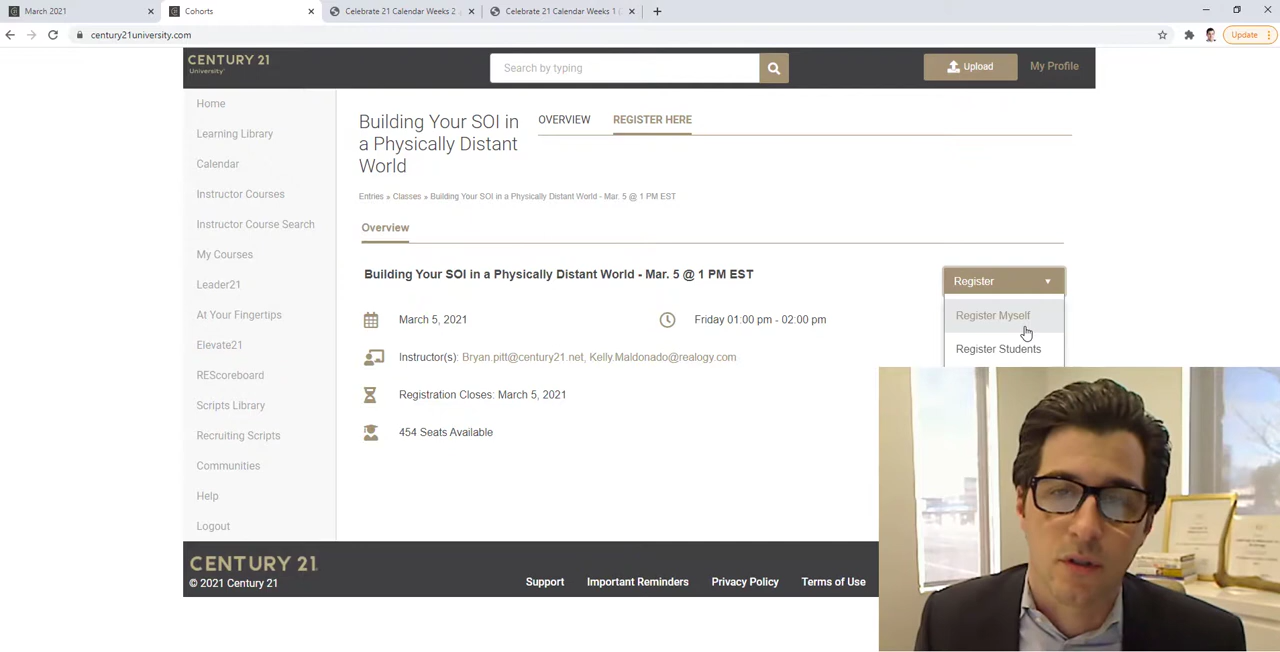 March 2021
Cohorts
Celebrate 21 Calendar Weeks 2
Celebrate 21 Calendar Weeks 1
century21university.com
Update
CENTURY 21
University
Search by typing
Upload
My Profile
Home
Learning Library
Calendar
Instructor Courses
Instructor Course Search
My Courses
Leader21
At Your Fingertips
Elevate21
REScoreboard
Scripts Library
Recruiting Scripts
Communities
Help
Logout
Building Your SOI in
a Physically Distant
World
OVERVIEW
REGISTER HERE
Entries » Classes » Building Your SOI in a Physically Distant World - Mar. 5 @ 1 PM EST
Overview
Building Your SOI in a Physically Distant World - Mar. 5 @ 1 PM EST
Register
March 5, 2021
Friday 01:00 pm - 02:00 pm
Register Myself
Register Students
Instructor(s): Bryan.pitt@century21.net, Kelly.Maldonado@realogy.com
Registration Closes: March 5, 2021
454 Seats Available
CENTURY 21.
© 2021 Century 21
Support
Important Reminders
Privacy Policy
Terms of Use